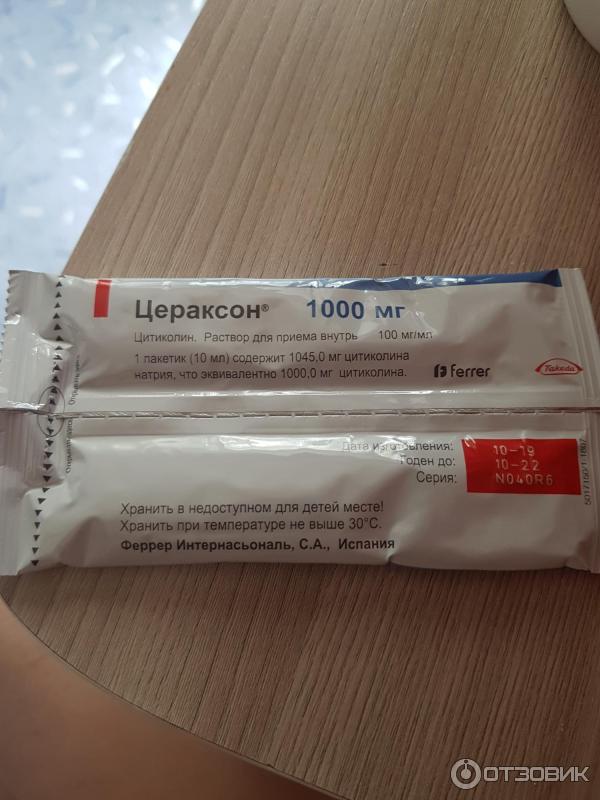 Цераксон® 1000 мг
Цитиколин. Раствор для приема внутрь 100 мг/мл
1 пакетик (10 мл) содержит 1045,0 мг цитиколина
натрия, что эквивалентно 1000,0 мг цитиколина.
ferrer
Takeda
Дата изготовления: 10-19
Годен до: 10-22
Серия: N040R6
Хранить в недоступном для детей месте!
Хранить при температуре не выше 30°С.
Феррер Интернасьональ, С.А., Испания
ОТЗОВИК